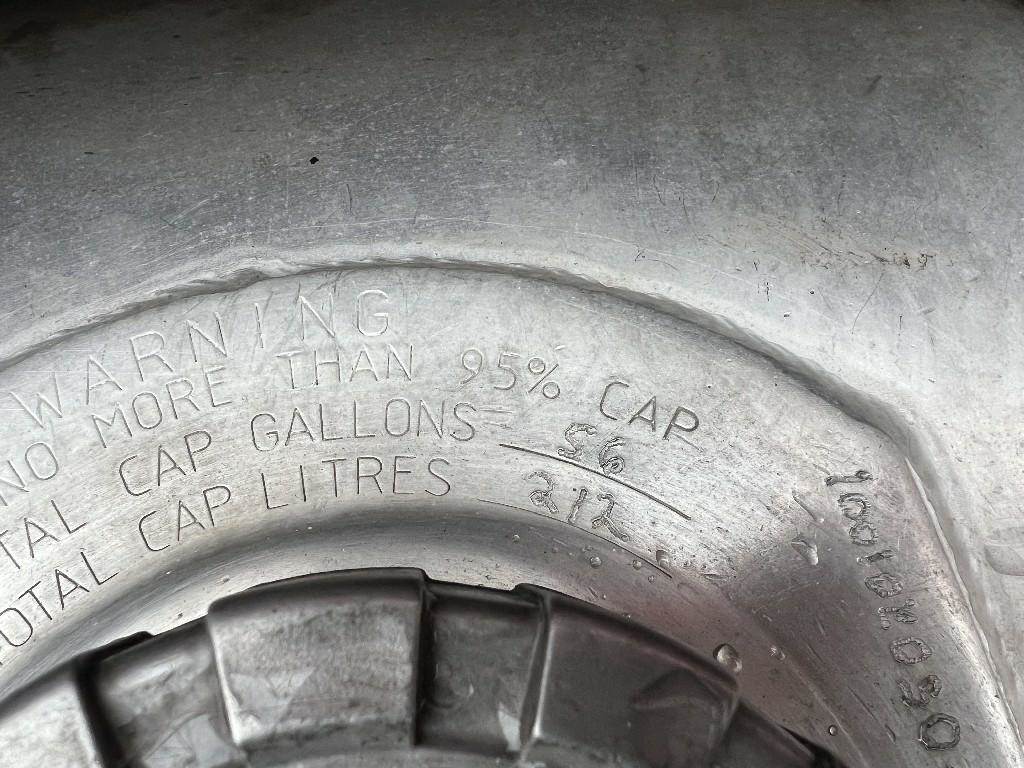 WARNING
NO MORE THAN 95% CAP
TAL CAP GALLONS= 56
OTAL CAP LITRES 212